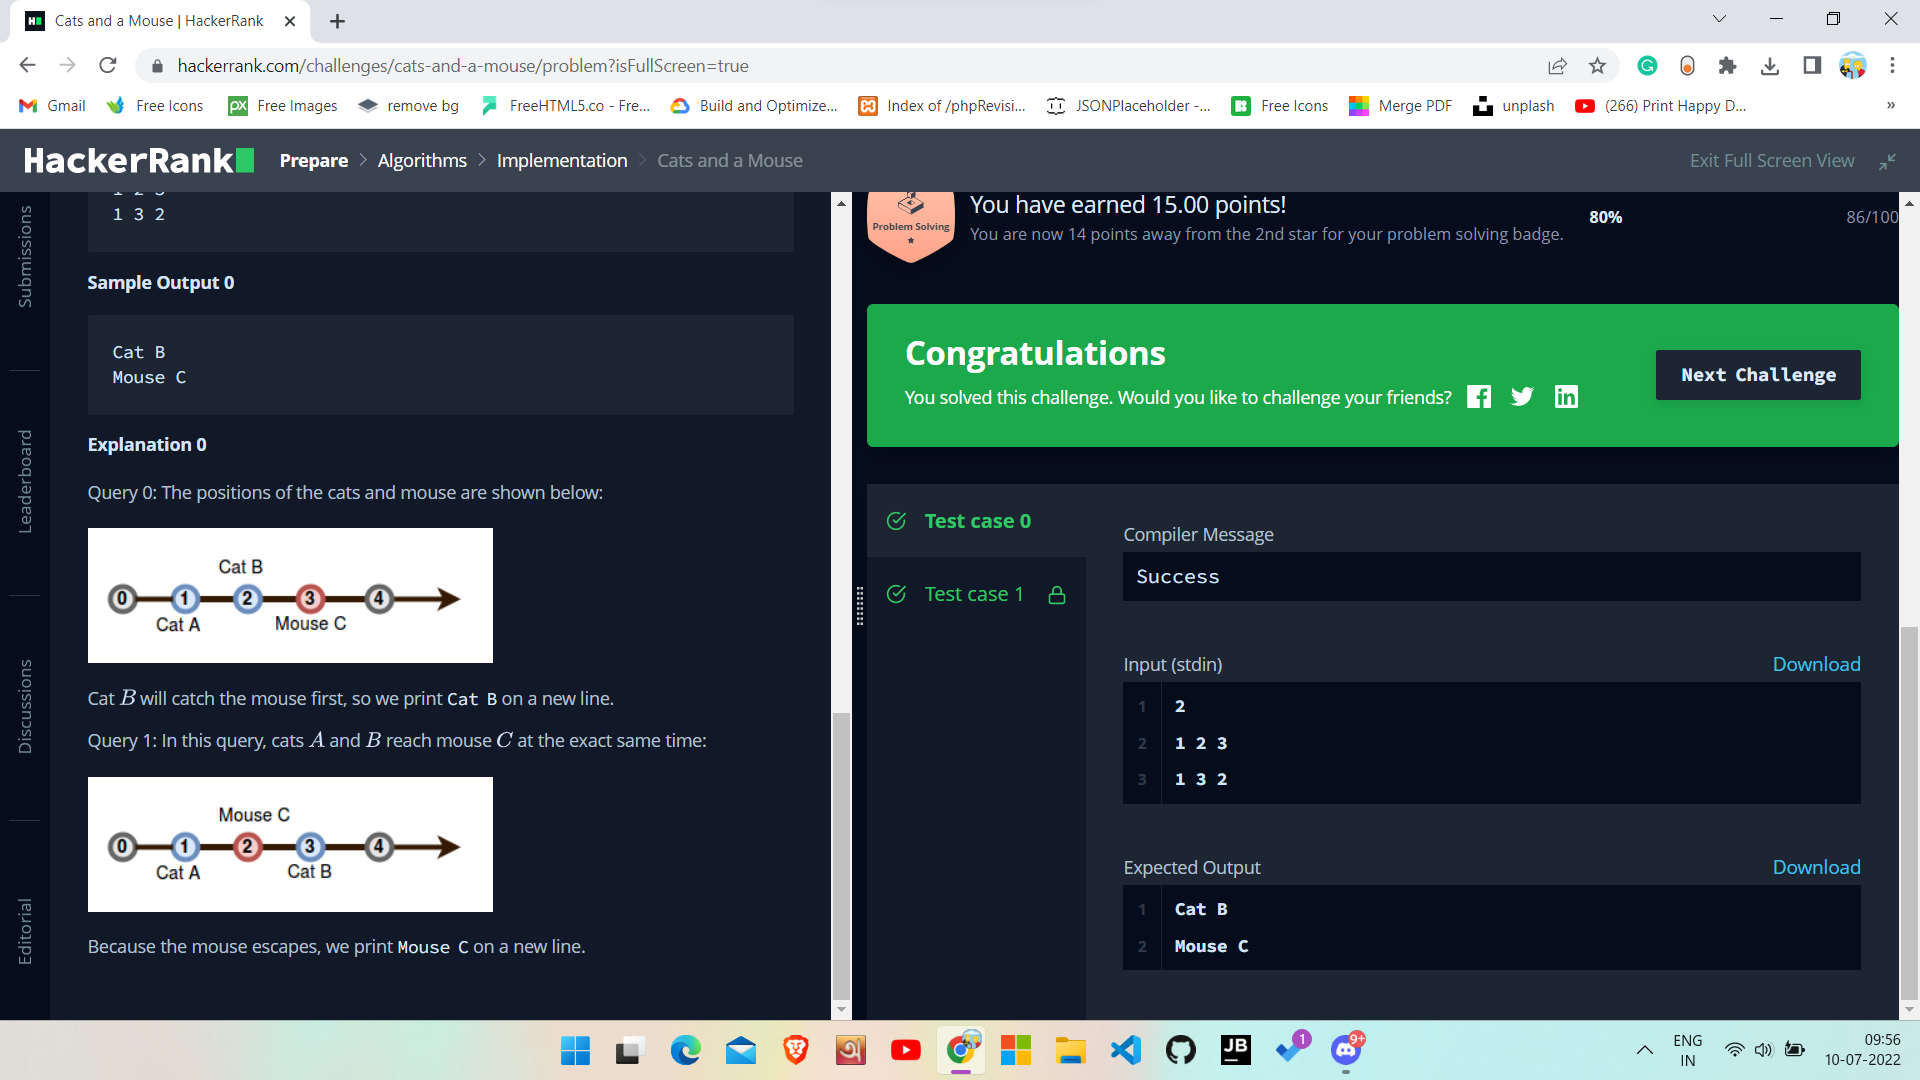 Cats and a Mouse | HackerRank
hackerrank.com/challenges/cats-and-a-mouse/problem?isFullScreen=true
Gmail Free Icons Free Images remove bg FreeHTML5.co - Fre... Build and Optimize... Index of /phpRevisi... JSONPlaceholder -... Free Icons Merge PDF unplash (266) Print Happy D... »
HackerRank Prepare Algorithms Implementation Cats and a Mouse Exit Full Screen View
Submissions
Leaderboard
Discussions
Editorial
1 2 3
1 3 2
Sample Output 0
Cat B
Mouse C
Explanation 0
Query 0: The positions of the cats and mouse are shown below:
Cat B
0 1 2 3 4
Cat A Mouse C
Cat B will catch the mouse first, so we print Cat B on a new line.
Query 1: In this query, cats A and B reach mouse C at the exact same time:
Mouse C
0 1 2 3 4
Cat A Cat B
Because the mouse escapes, we print Mouse C on a new line.
Problem Solving
You have earned 15.00 points!
You are now 14 points away from the 2nd star for your problem solving badge.
80% 86/100
Congratulations
You solved this challenge. Would you like to challenge your friends?
Next Challenge
Test case 0
Test case 1
Compiler Message
Success
Input (stdin) Download
1 2
2 1 2 3
3 1 3 2
Expected Output Download
1 Cat B
2 Mouse C
JB
1
9+
ENG
IN
09:56
10-07-2022